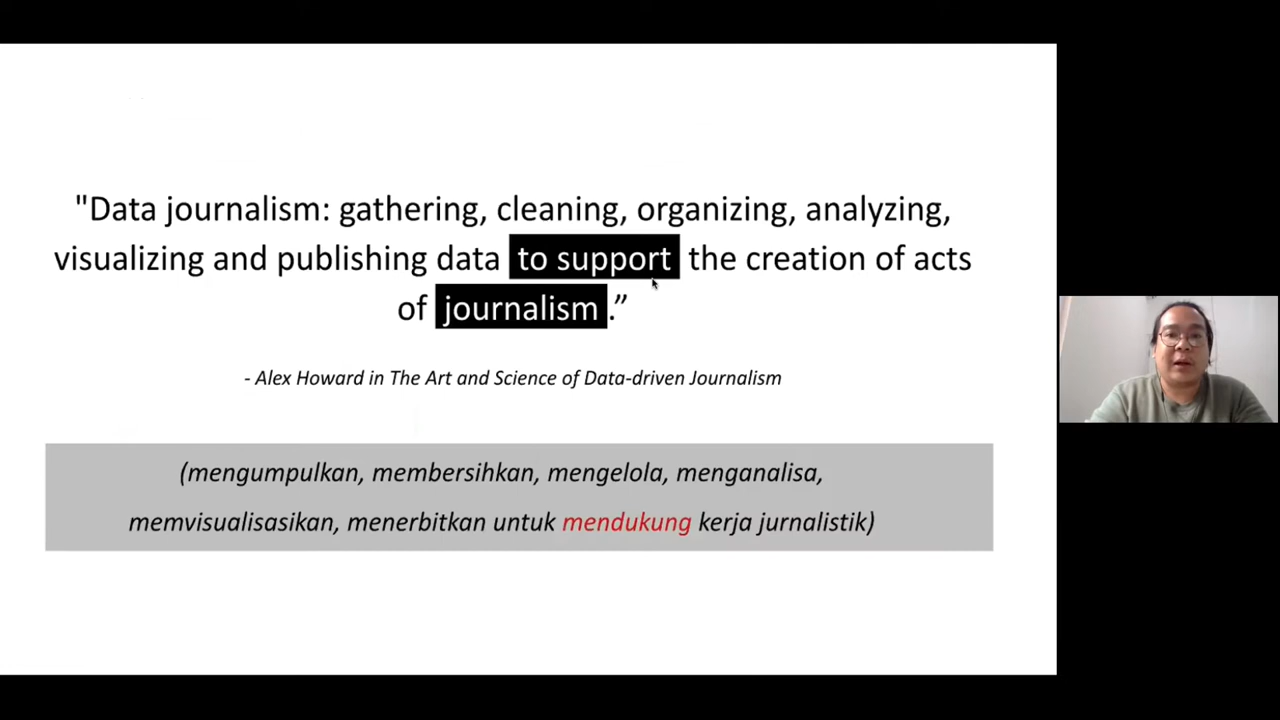 "Data journalism: gathering, cleaning, organizing, analyzing,
visualizing and publishing data to support the creation of acts
of journalism.”
- Alex Howard in The Art and Science of Data-driven Journalism
(mengumpulkan, membersihkan, mengelola, menganalisa,
memvisualisasikan, menerbitkan untuk mendukung kerja jurnalistik)